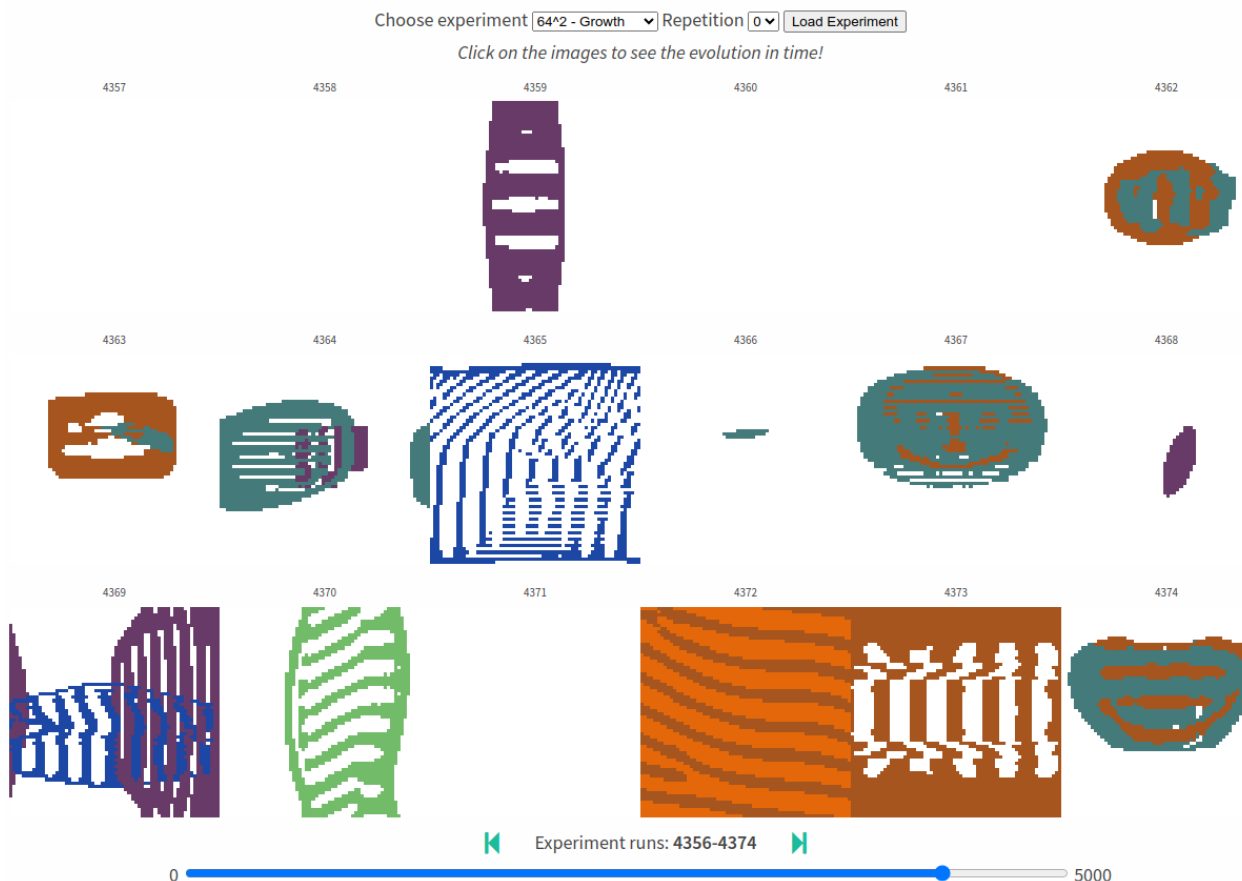 Choose experiment 64^2 - Growth Repetition 0 Load Experiment
Click on the images to see the evolution in time!
4357 4358 4359 4360 4361 4362
4363 4364 4365 4366 4367 4368
4369 4370 4371 4372 4373 4374
Experiment runs: 4356-4374
0 5000